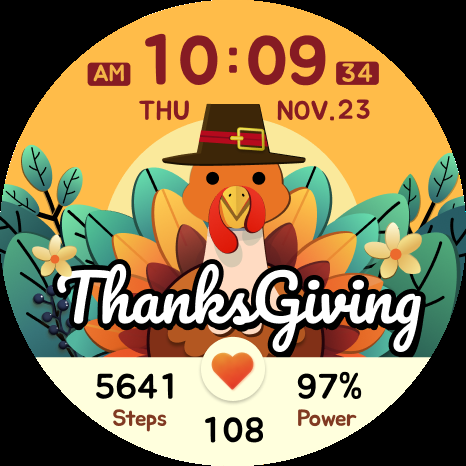 AM 10:09 34
THU NOV.23
ThanksGiving
5641 97%
Steps Power
108